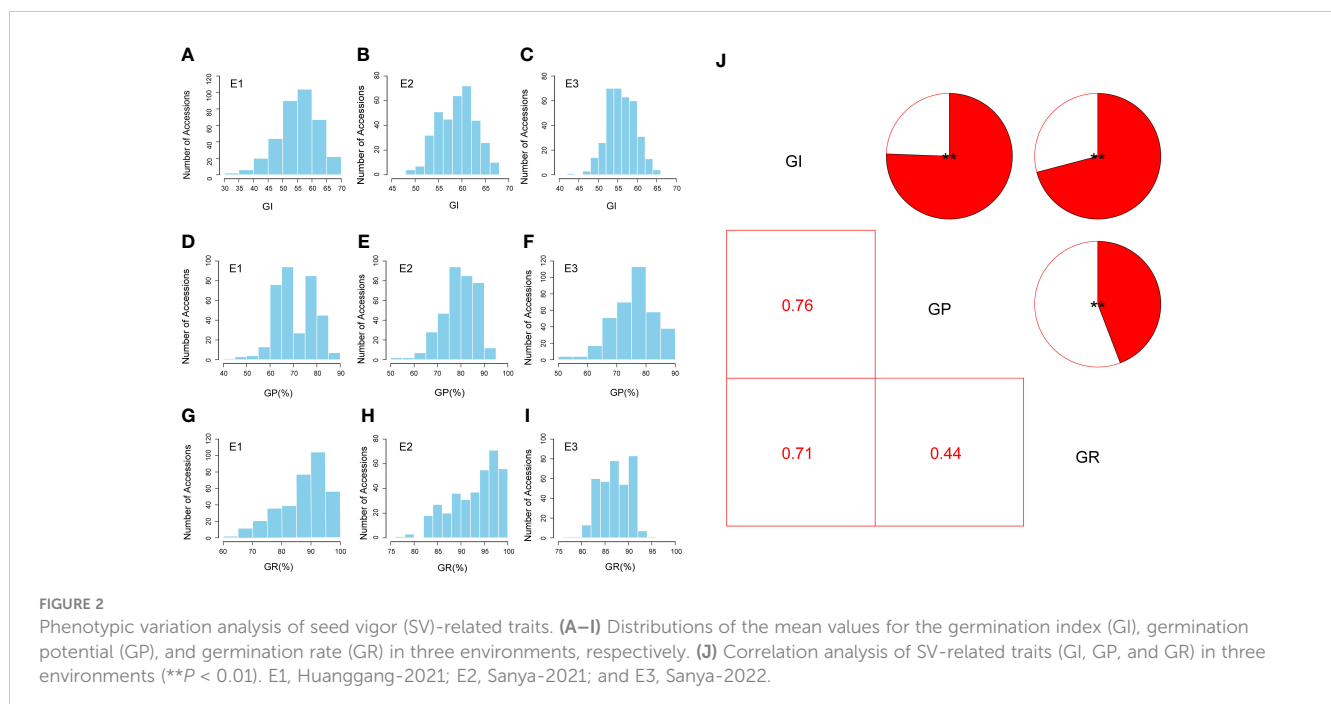 A
B
C
J
E1
E2
E3
Number of Accessions
0 20 40 60 80 100 120
30 35 40 45 50 55 60 65 70
GI
Number of Accessions
0 20 40 60 80
45 50 55 60 65 70
GI
Number of Accessions
0 20 40 60 80
40 45 50 55 60 65 70
GI
D
E
F
E1
E2
E3
Number of Accessions
0 20 40 60 80 100
40 50 60 70 80 90
GP(%)
Number of Accessions
0 20 40 60 80 100
50 60 70 80 90 100
GP(%)
Number of Accessions
0 20 40 60 80 100 120
50 60 70 80 90
GP(%)
G
H
I
E1
E2
E3
Number of Accessions
0 20 40 60 80 100 120
60 70 80 90 100
GR(%)
Number of Accessions
0 20 40 60 80
75 80 85 90 95 100
GR(%)
Number of Accessions
0 20 40 60 80 100
75 80 85 90 95 100
GR(%)
GI
**
**
0.76
GP
**
0.71
0.44
GR
FIGURE 2
Phenotypic variation analysis of seed vigor (SV)-related traits. (A–I) Distributions of the mean values for the germination index (GI), germination
potential (GP), and germination rate (GR) in three environments, respectively. (J) Correlation analysis of SV-related traits (GI, GP, and GR) in three
environments (**P < 0.01). E1, Huanggang-2021; E2, Sanya-2021; and E3, Sanya-2022.